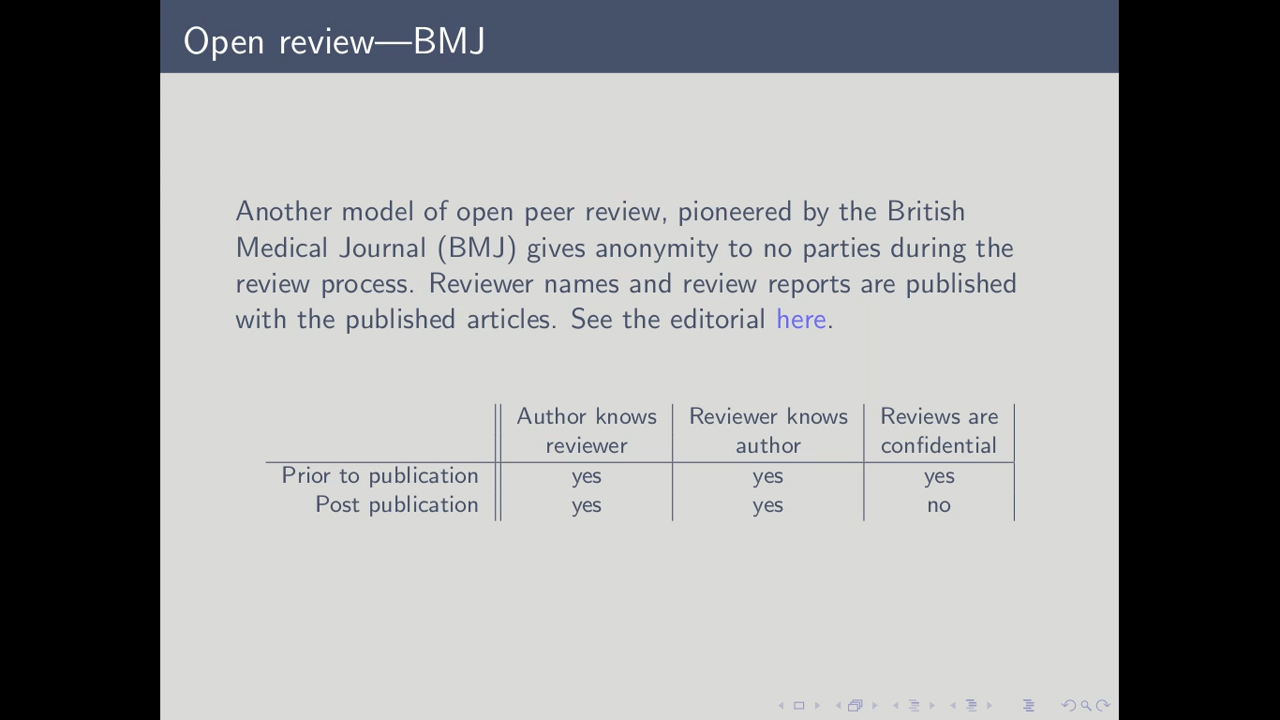 Open review—BMJ
Another model of open peer review, pioneered by the British
Medical Journal (BMJ) gives anonymity to no parties during the
review process. Reviewer names and review reports are published
with the published articles. See the editorial here.
Author knows reviewer | Reviewer knows author | Reviews are confidential
Prior to publication yes yes yes
Post publication yes yes no